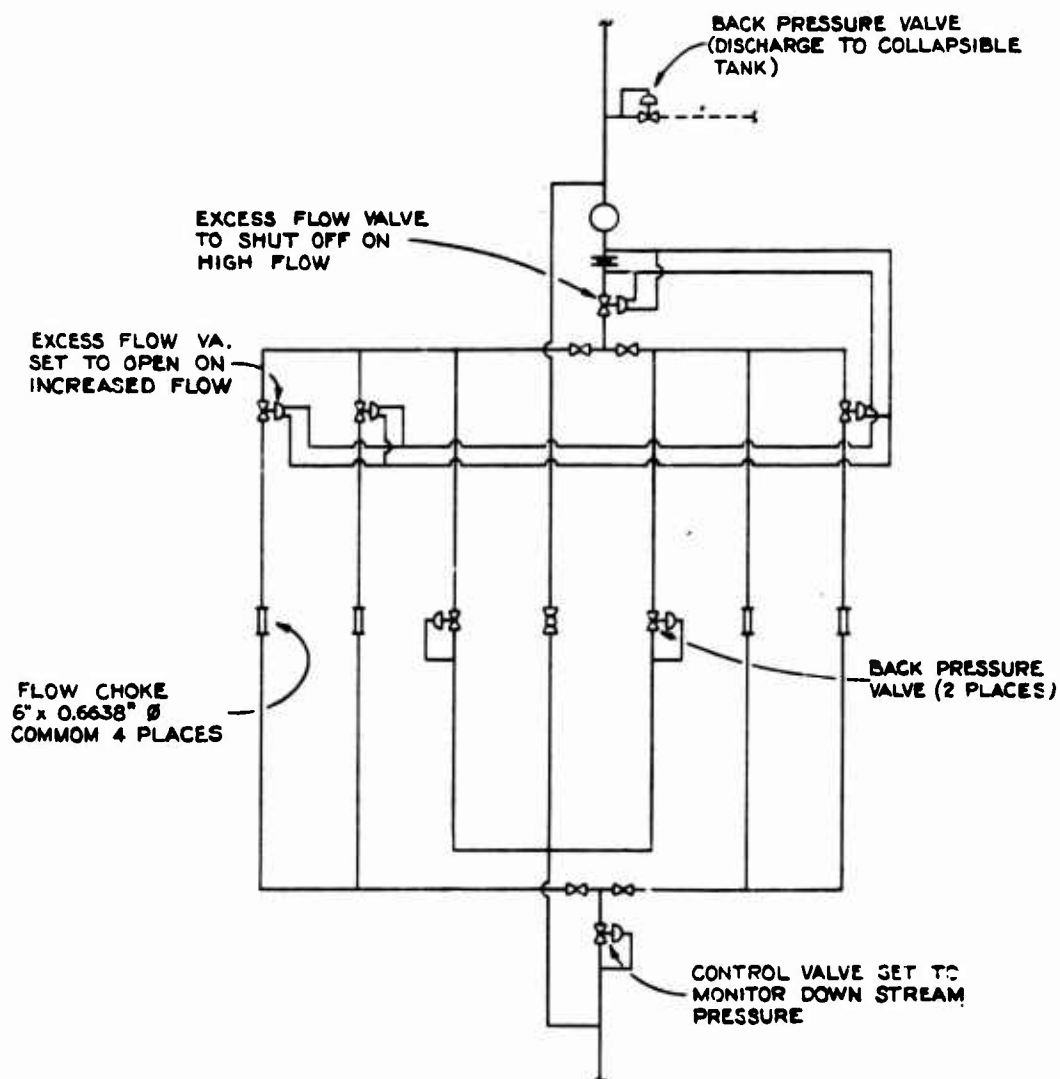 BACK PRESSURE VALVE
(DISCHARGE TO COLLAPSIBLE
TANK)
EXCESS FLOW VALVE
TO SHUT OFF ON
HIGH FLOW
EXCESS FLOW VA.
SET TO OPEN ON
INCREASED FLOW
FLOW CHOKE
6" x 0.6638" Ø
COMMOM 4 PLACES
BACK PRESSURE
VALVE (2 PLACES)
CONTROL VALVE SET TO
MONITOR DOWN STREAM
PRESSURE